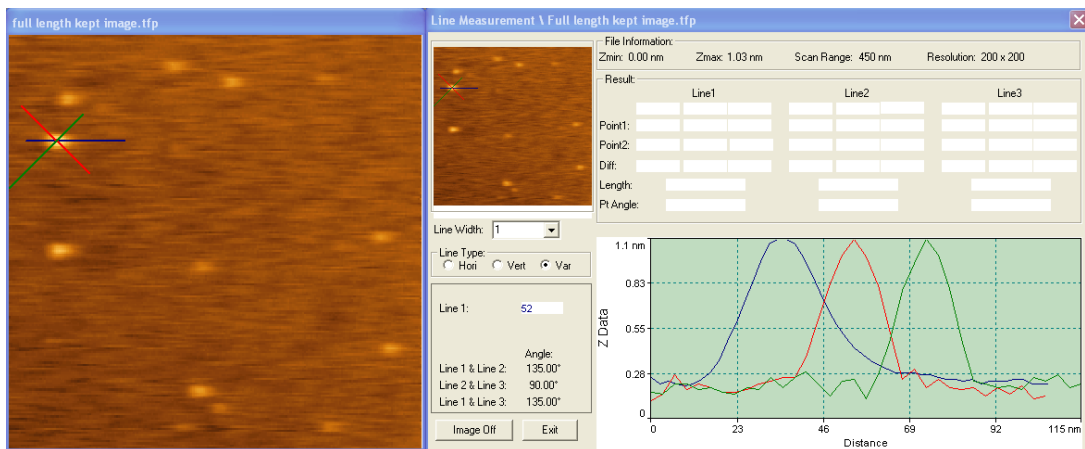 full length kept image.tfp
Line Measurement \ Full length kept image.tfp
File Information:
Zmin: 0.00 nm Zmax: 1.03 nm Scan Range: 450 nm Resolution: 200 x 200
Result:
Line1 Line2 Line3
Point1:
Point2:
Diff:
Length:
Pt Angle:
Line Width: 1
Line Type:
Hori Vert Var
Line 1: 52
Angle:
Line 1 & Line 2: 135.00°
Line 2 & Line 3: 90.00°
Line 1 & Line 3: 135.00°
Image Off Exit
1.1 nm
0.83
0.55
0.28
0
Z Data
0 23 46 69 92 115 nm
Distance